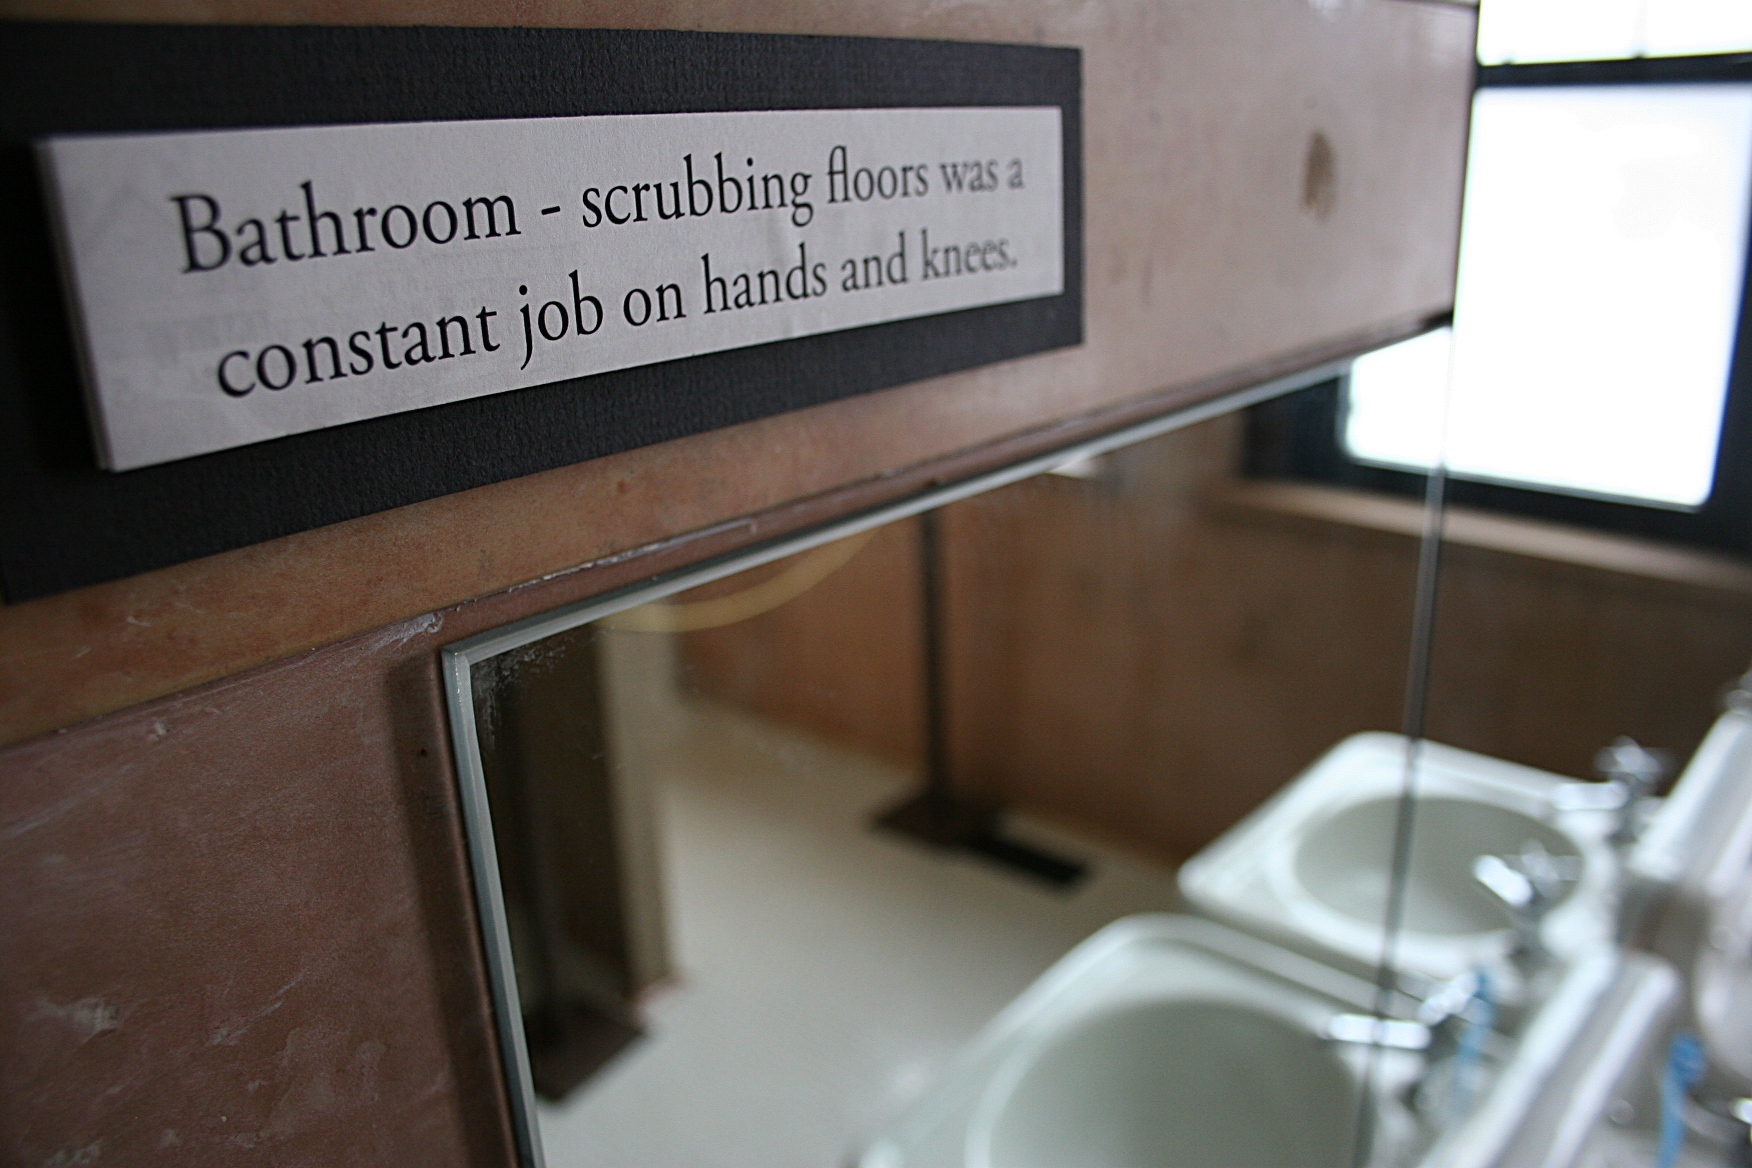 Bathroom - scrubbing floors was a
constant job on hands and knees.